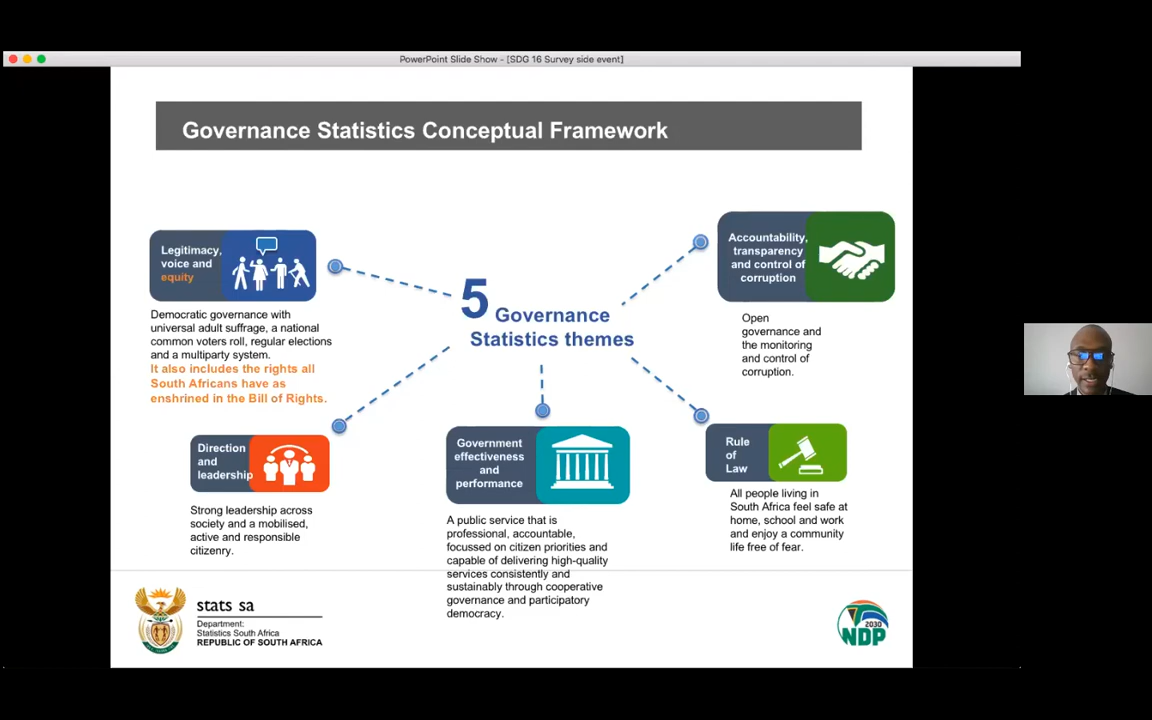 PowerPoint Slide Show - [SDG 16 Survey side event]
Governance Statistics Conceptual Framework
Legitimacy,
voice and
equity
Democratic governance with
universal adult suffrage, a national
common voters roll, regular elections
and a multiparty system.
It also includes the rights all
South Africans have as
enshrined in the Bill of Rights.
5 Governance
Statistics themes
Accountability,
transparency
and control of
corruption
Open
governance and
the monitoring
and control of
corruption.
Direction
and
leadership
Strong leadership across
society and a mobilised,
active and responsible
citizenry.
Government
effectiveness
and
performance
A public service that is
professional, accountable,
focussed on citizen priorities and
capable of delivering high-quality
services consistently and
sustainably through cooperative
governance and participatory
democracy.
Rule
of
Law
All people living in
South Africa feel safe at
home, school and work
and enjoy a community
life free of fear.
stats sa
Department:
Statistics South Africa
REPUBLIC OF SOUTH AFRICA
2030
NDP